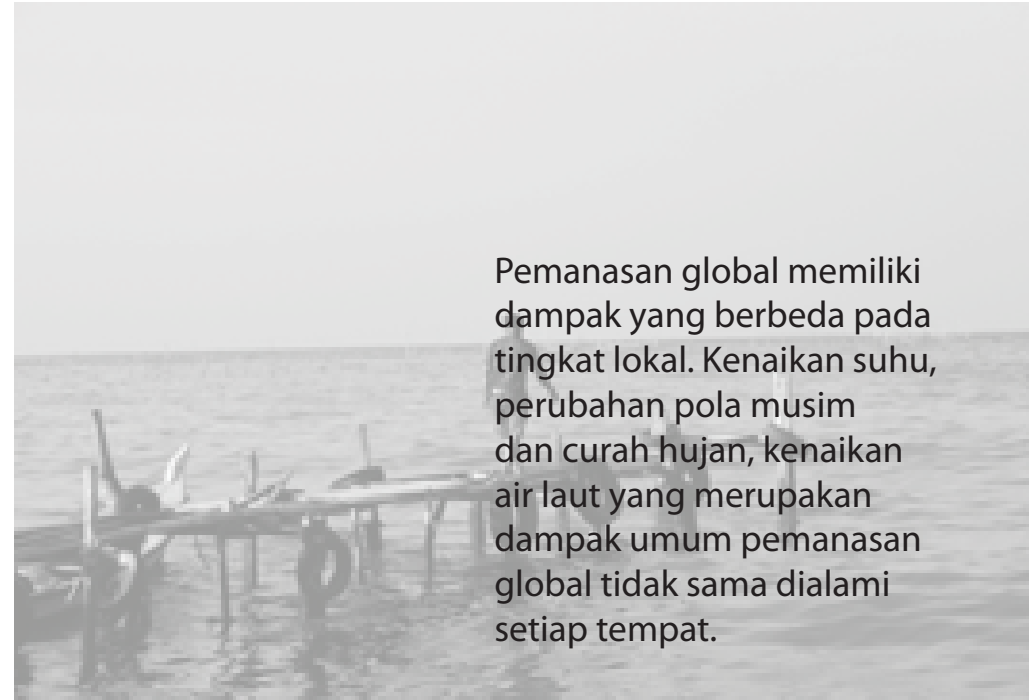 Pemanasan global memiliki
dampak yang berbeda pada
tingkat lokal. Kenaikan suhu,
perubahan pola musim
dan curah hujan, kenaikan
air laut yang merupakan
dampak umum pemanasan
global tidak sama dialami
setiap tempat.